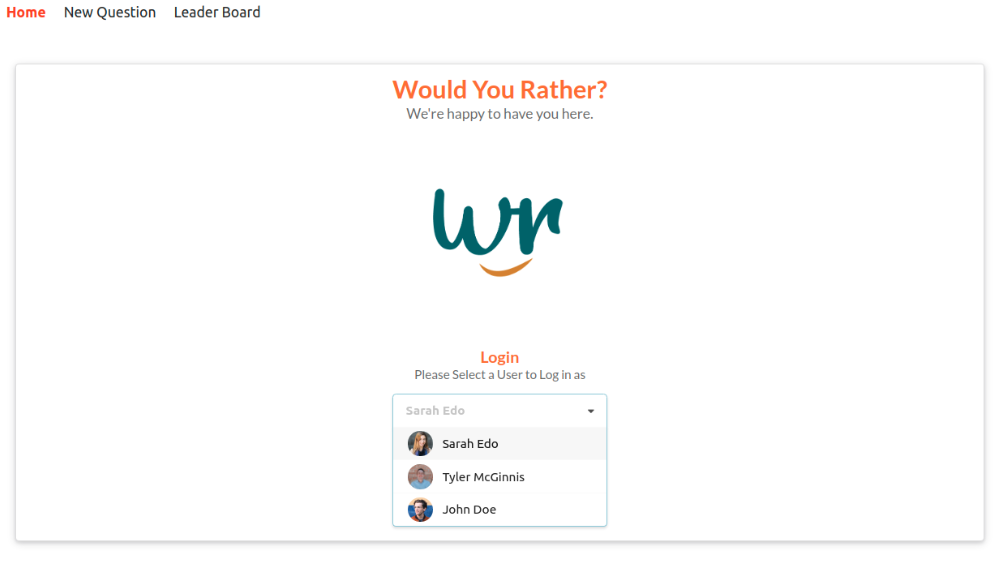 Home New Question Leader Board
Would You Rather?
We're happy to have you here.
wr
Login
Please Select a User to Log in as
Sarah Edo
Sarah Edo
Tyler McGinnis
John Doe